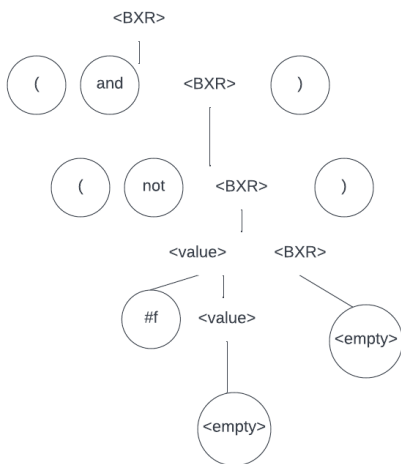 <BXR>
( and <BXR> )
( not <BXR> )
<value> <BXR>
#f <value>
<empty>
<empty>